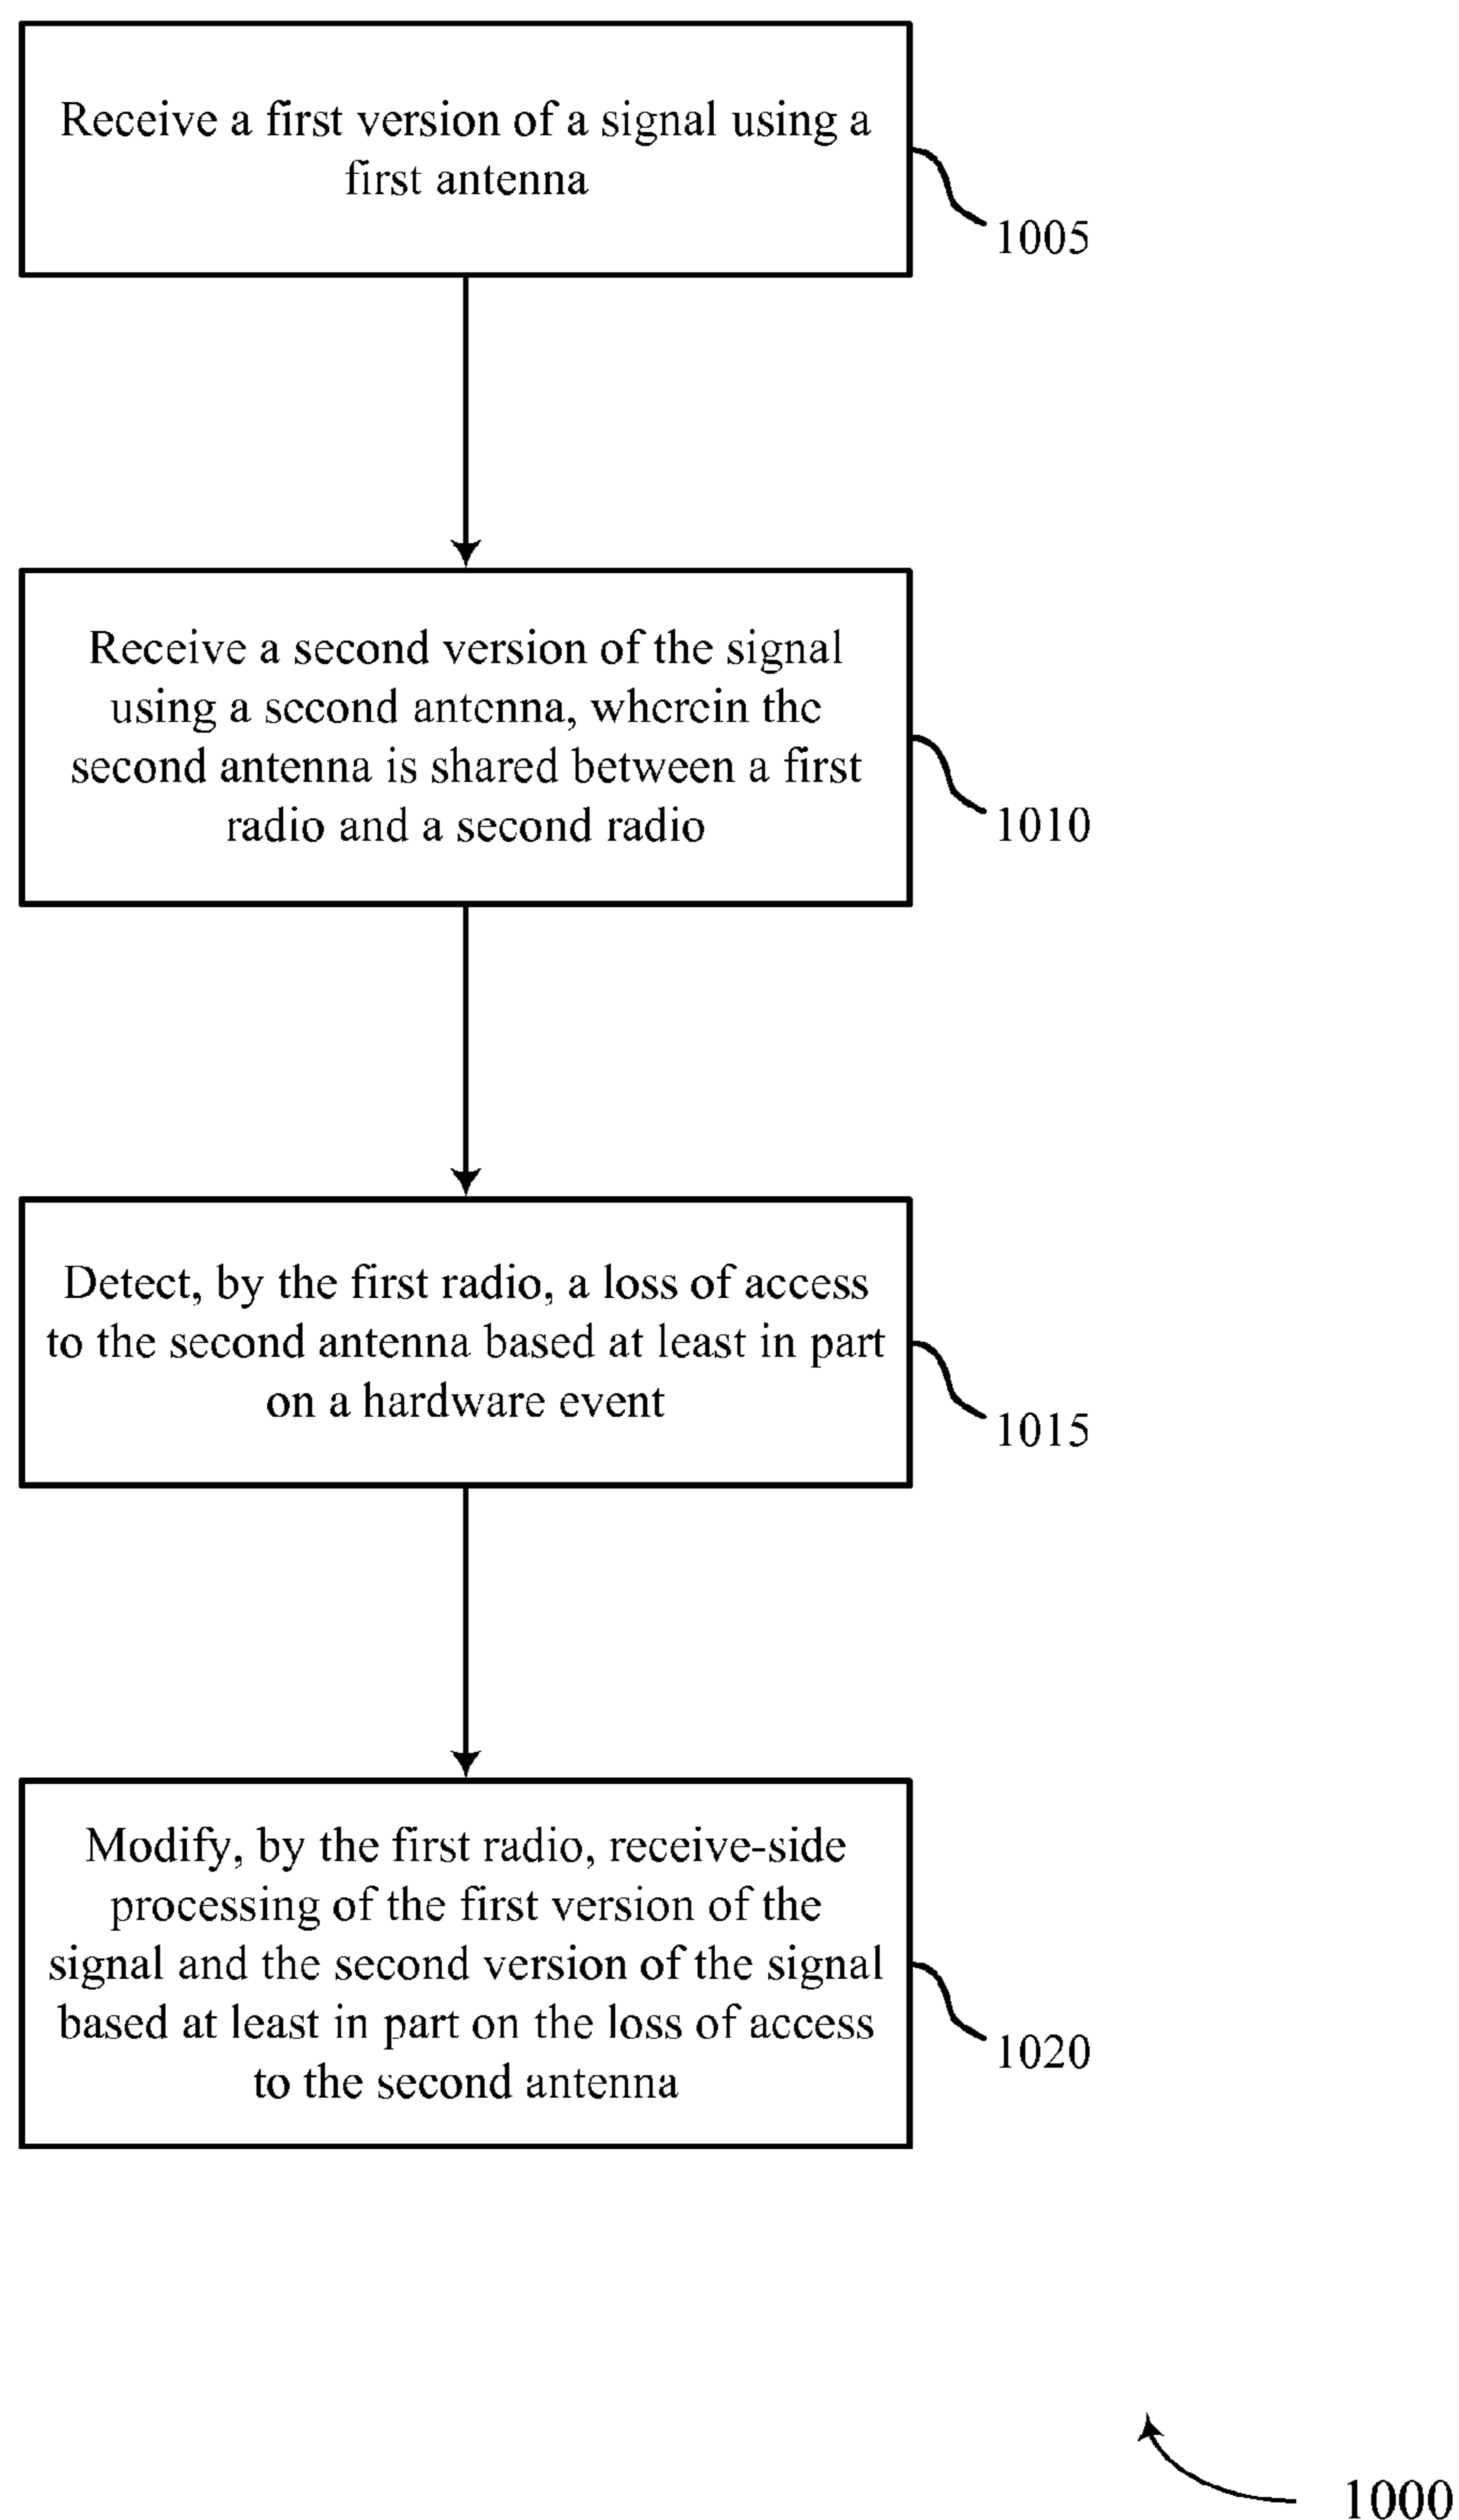 Receive a first version of a signal using a
first antenna
1005
Receive a second version of the signal
using a second antenna, wherein the
second antenna is shared between a first
radio and a second radio
1010
Detect, by the first radio, a loss of access
to the second antenna based at least in part
on a hardware event
1015
Modify, by the first radio, receive-side
processing of the first version of the
signal and the second version of the signal
based at least in part on the loss of access
to the second antenna
1020
1000